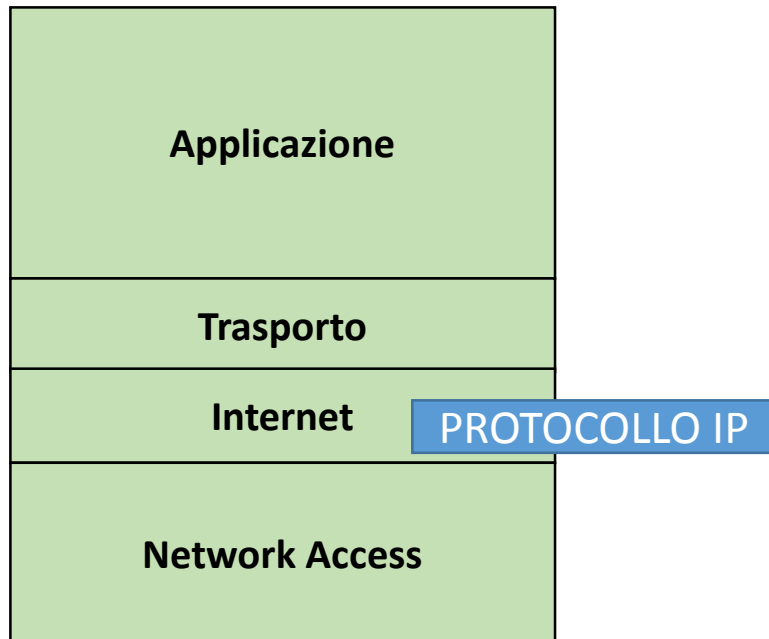 Applicazione
Trasporto
Internet
PROTOCOLLO IP
Network Access